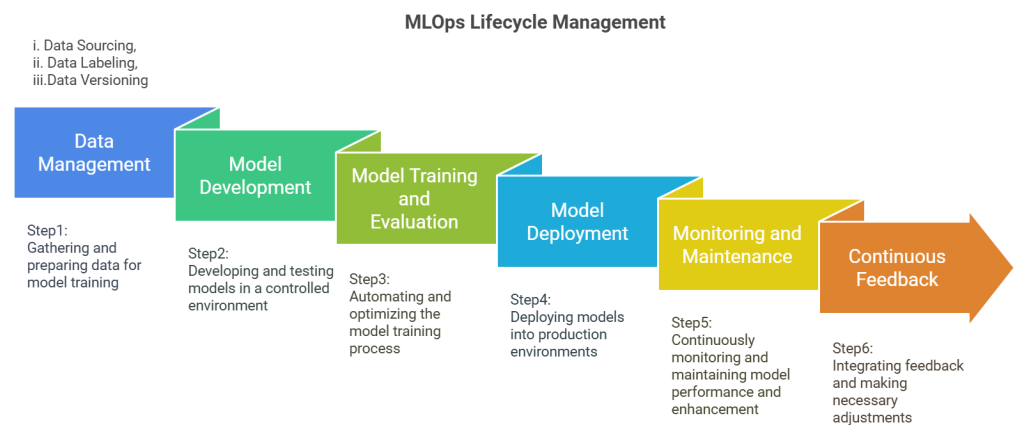 MLOps Lifecycle Management
i. Data Sourcing,
ii. Data Labeling,
iii.Data Versioning
Data
Management
Step1:
Gathering and
preparing data for
model training
Model
Development
Step2:
Developing and testing
models in a controlled
environment
Model Training
and
Evaluation
Step3:
Automating and
optimizing the
model training
process
Model
Deployment
Step4:
Deploying models
into production
environments
Monitoring and
Maintenance
Step5:
Continuously
monitoring and
maintaining model
performance and
enhancement
Continuous
Feedback
Step6:
Integrating feedback
and making
necessary
adjustments